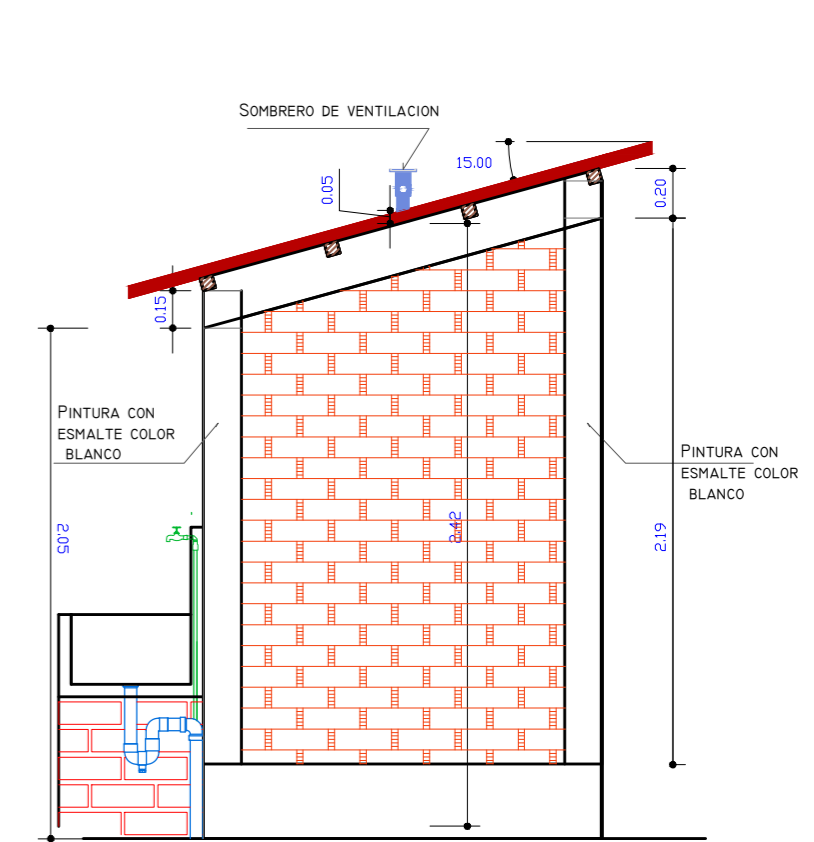 SOMBRERO DE VENTILACION
15.00
0.05
0.20
0.15
PINTURA CON
ESMALTE COLOR
BLANCO
PINTURA CON
ESMALTE COLOR
BLANCO
2.05
2.42
2.19